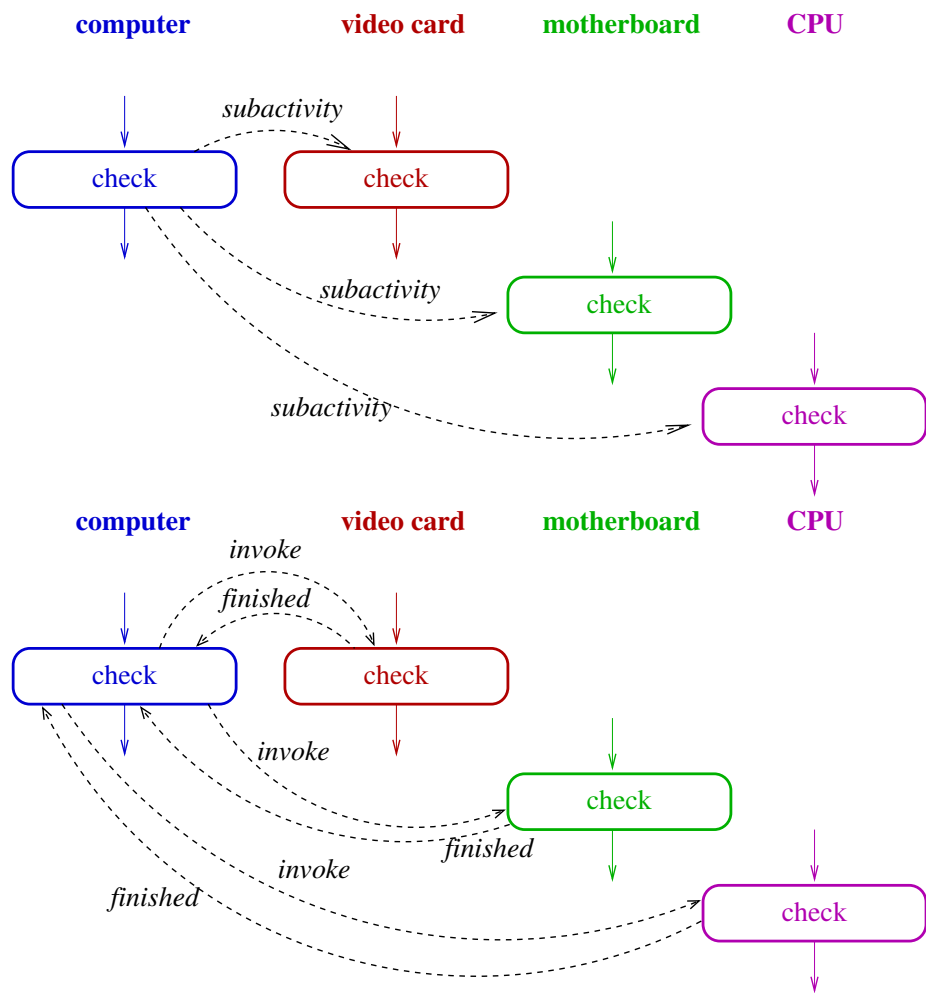 computer video card motherboard CPU
subactivity
check check
subactivity
check
subactivity
check
computer video card motherboard CPU
invoke
finished
check check
invoke
check
finished
invoke
finished
check